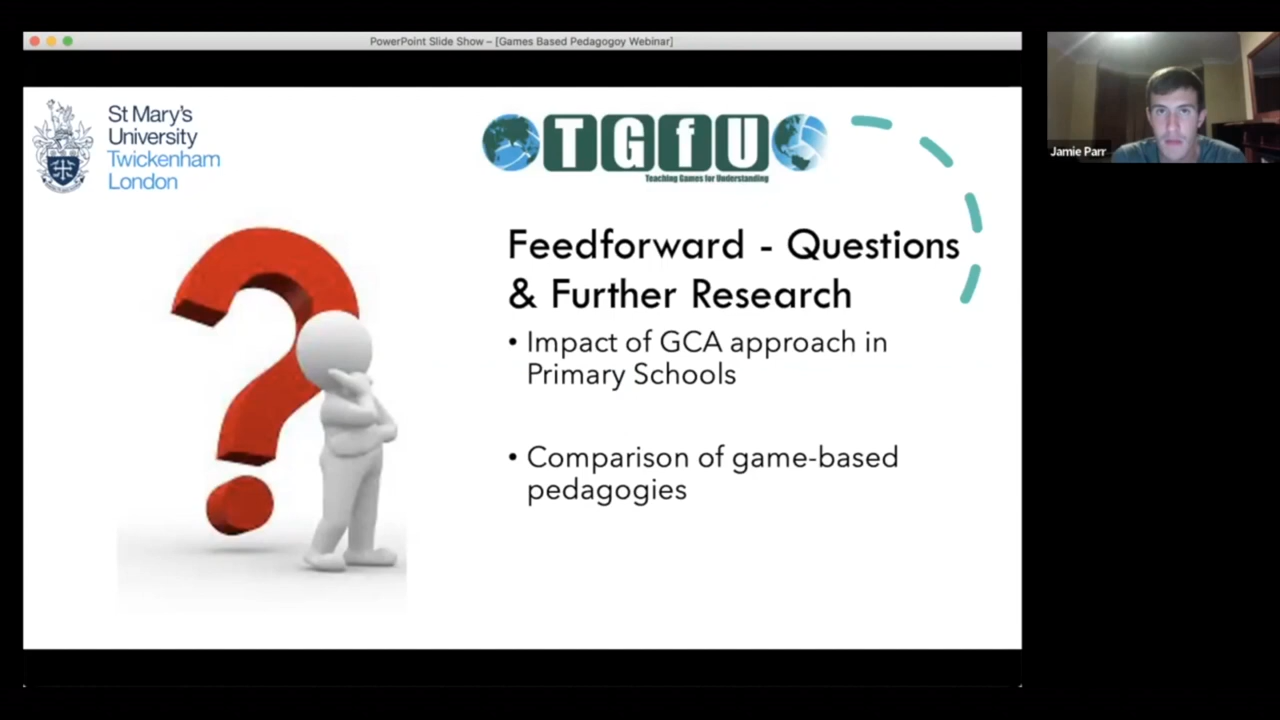 PowerPoint Slide Show – [Games Based Pedagogoy Webinar]
St Mary's
University
Twickenham
London
TGfU
Teaching Games for Understanding
Jamie Parr
Feedforward - Questions
& Further Research
• Impact of GCA approach in
Primary Schools
• Comparison of game-based
pedagogies